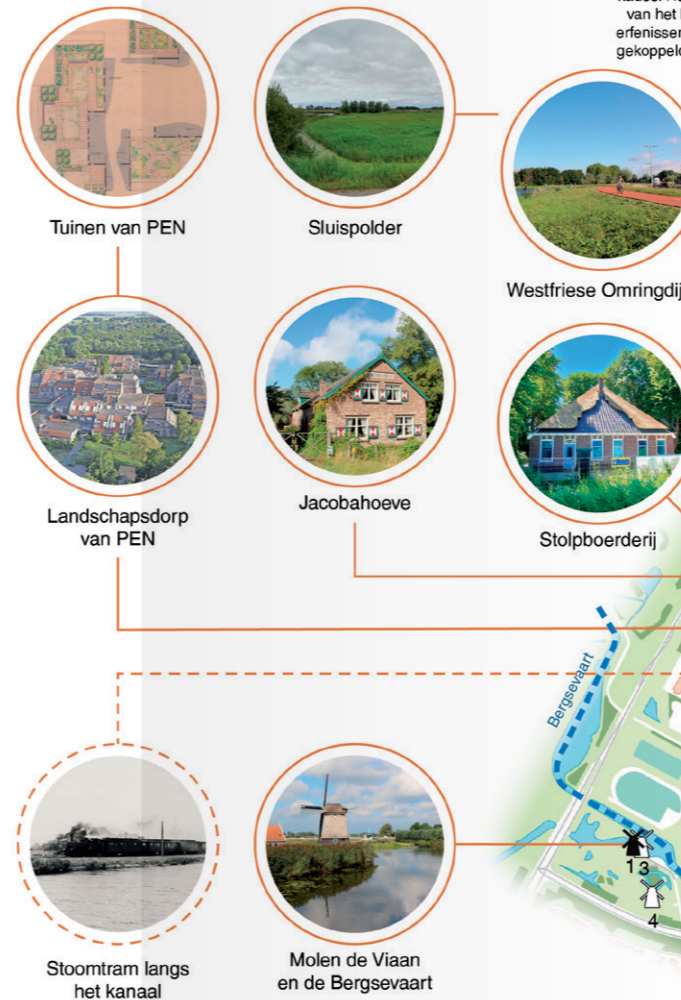 van het
erfenissen
gekoppeld
Tuinen van PEN
Sluispolder
Westfriese Omringdij
Landschapsdorp
van PEN
Jacobahoeve
Stolpboerderij
Bergsevaart
1 3
4
Stoomtram langs
het kanaal
Molen de Viaan
en de Bergsevaart